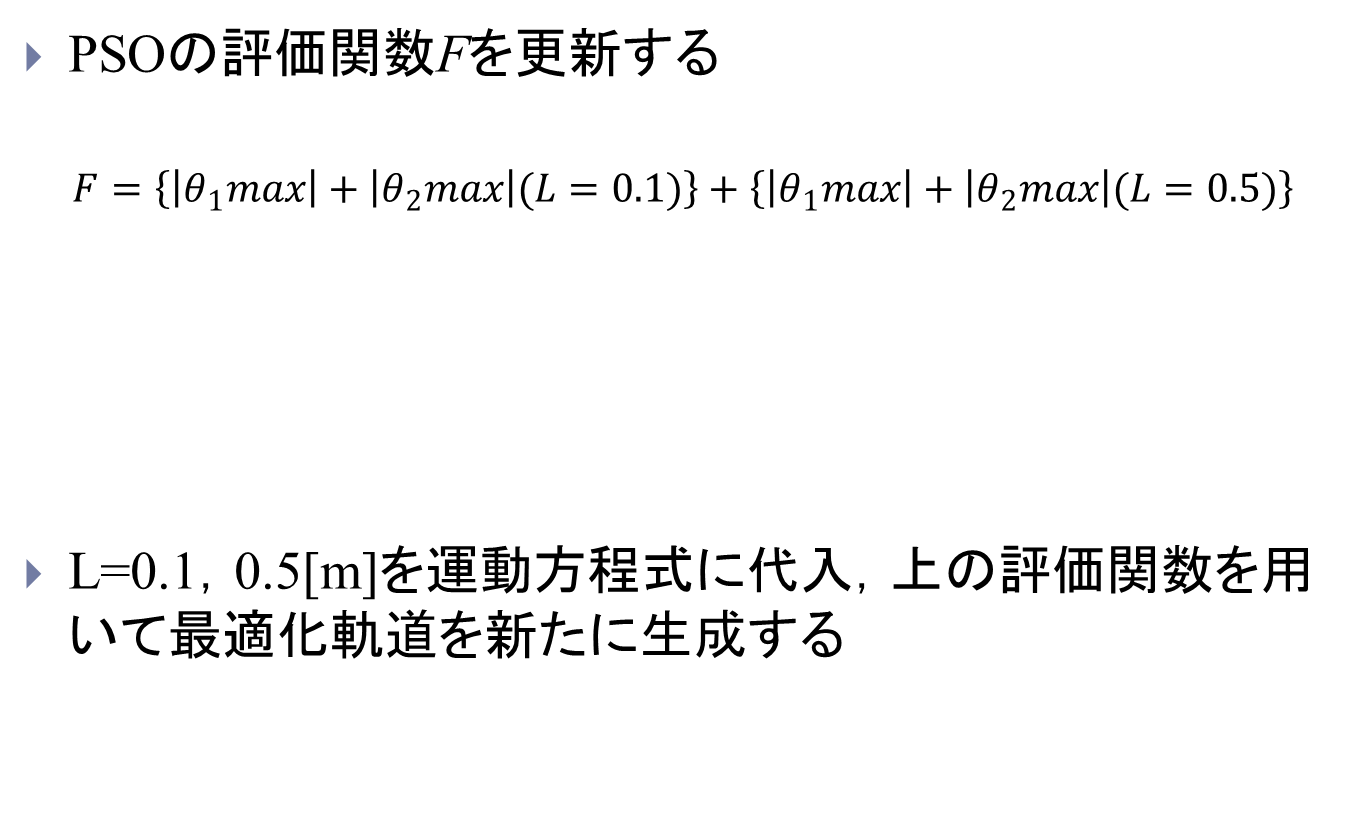 PSOの評価関数Fを更新する
F = {|θ₁max| + |θ₂max|(L = 0.1)} + {|θ₁max| + |θ₂max|(L = 0.5)}
L=0.1，0.5[m]を運動方程式に代入，上の評価関数を用
いて最適化軌道を新たに生成する